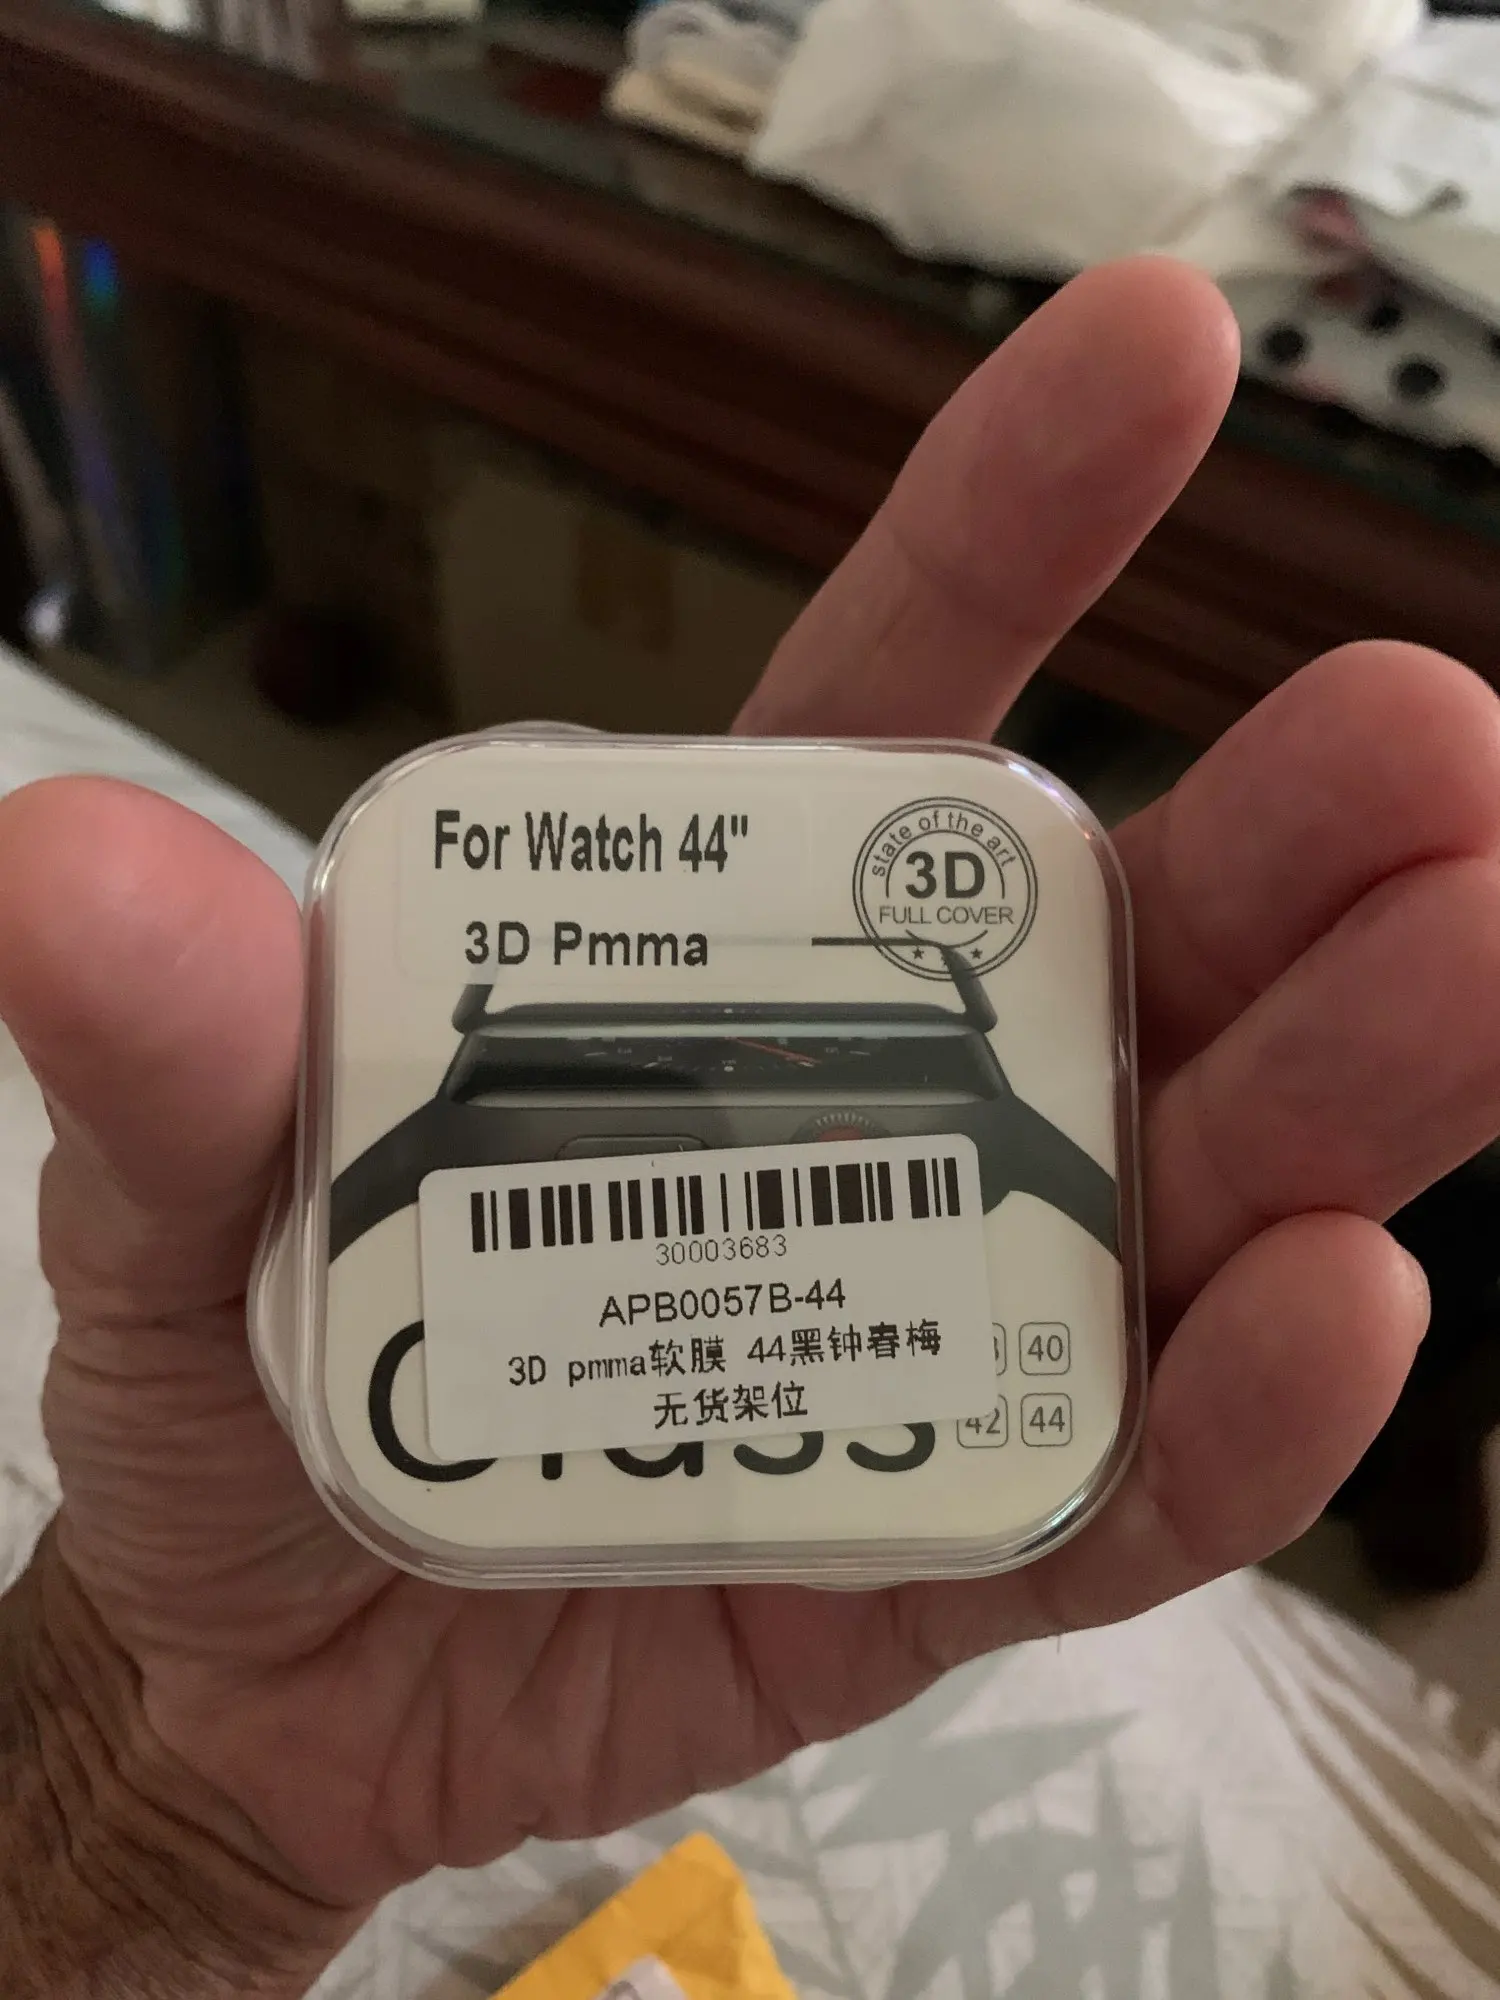 For Watch 44"
3D Pmma
state of the art
3D
FULL COVER
30003683
APB0057B-44
3D pmma软膜 44黑钟春梅
无货架位
40
42 44
Glass